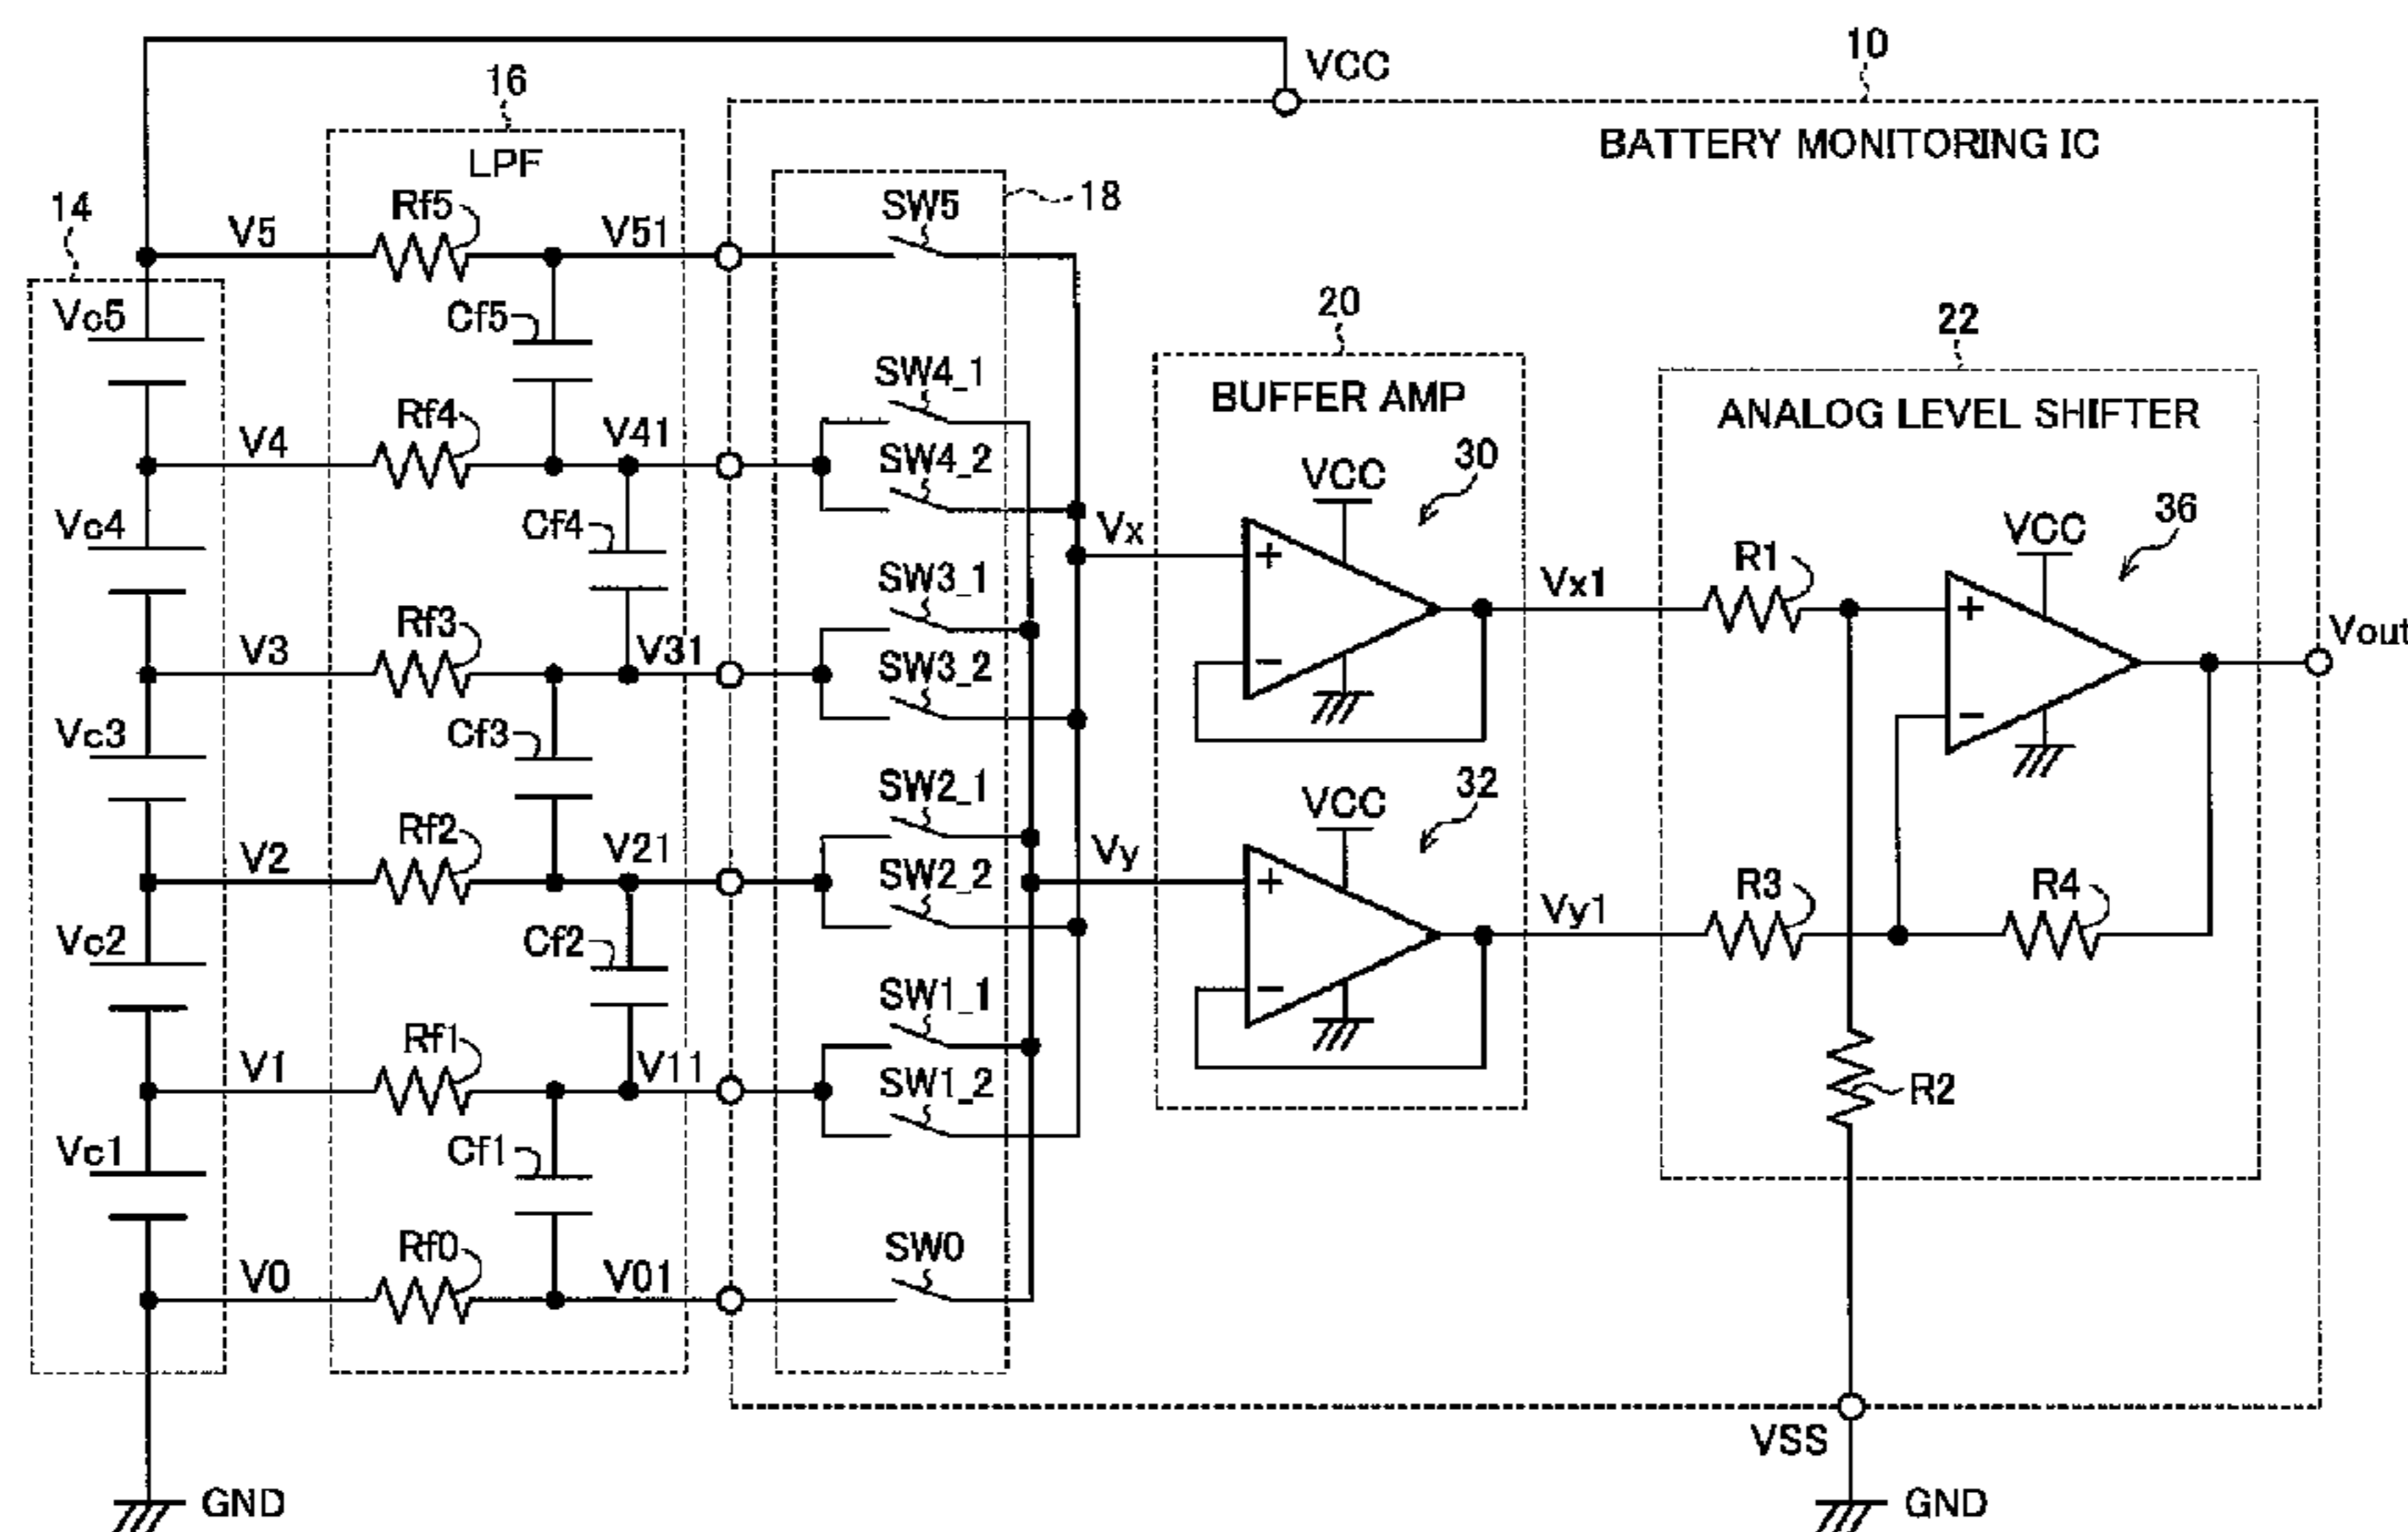 10
VCC
16
BATTERY MONITORING IC
LPF
14
18
Rf5
SW5
V5
V51
Vc5
Cf5
20
22
SW4_1
BUFFER AMP
ANALOG LEVEL SHIFTER
Rf4
V4
V41
SW4_2
VCC
30
Vc4
Cf4
Vx
VCC
36
+
SW3_1
Vx1
R1
+
Rf3
V3
V31
Vout
SW3_2
−
−
Vc3
Cf3
SW2_1
VCC
32
Rf2
V2
V21
Vy
SW2_2
+
R3
R4
Vy1
Vc2
Cf2
SW1_1
−
Rf1
V1
V11
SW1_2
R2
Vc1
Cf1
Rf0
SW0
V0
V01
VSS
GND
GND